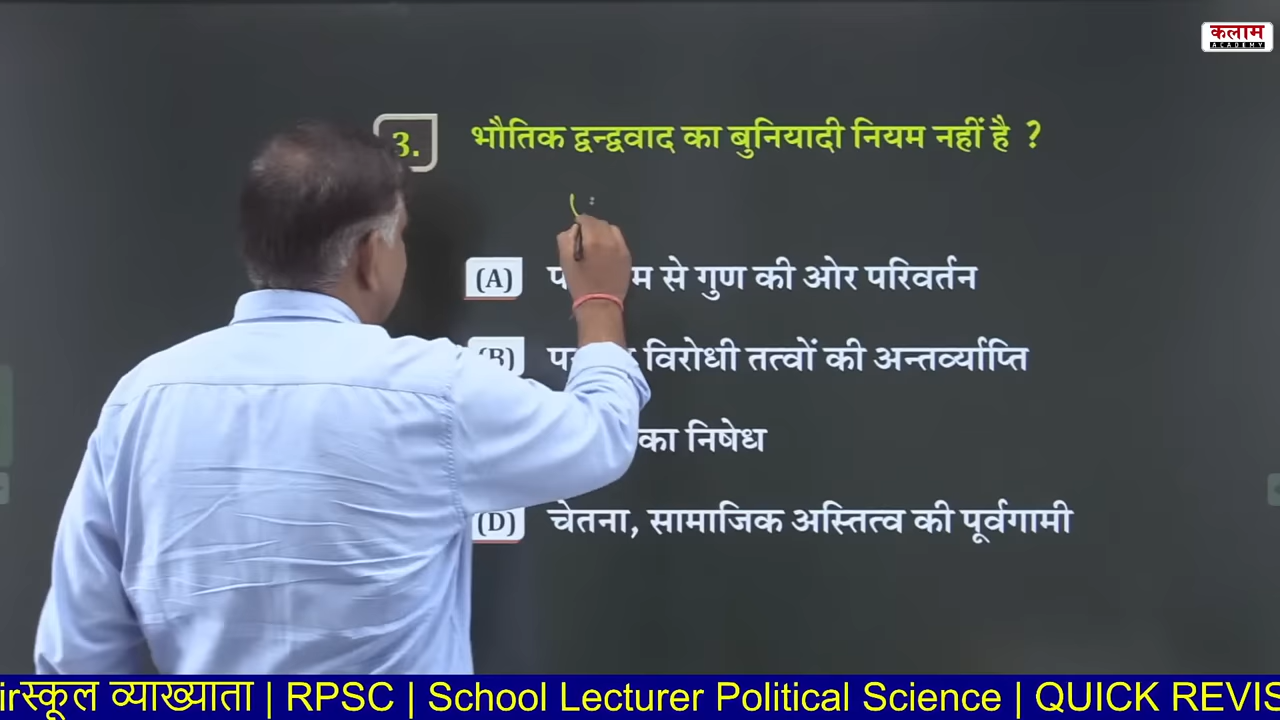 कलाम
ACADEMY
3. भौतिक द्वन्द्ववाद का बुनियादी नियम नहीं है ?
(A) से गुण की ओर परिवर्तन
(B) विरोधी तत्वों की अन्तर्व्याप्ति
का निषेध
(D) चेतना, सामाजिक अस्तित्व की पूर्वगामी
irस्कूल व्याख्याता | RPSC | School Lecturer Political Science | QUICK REVIS